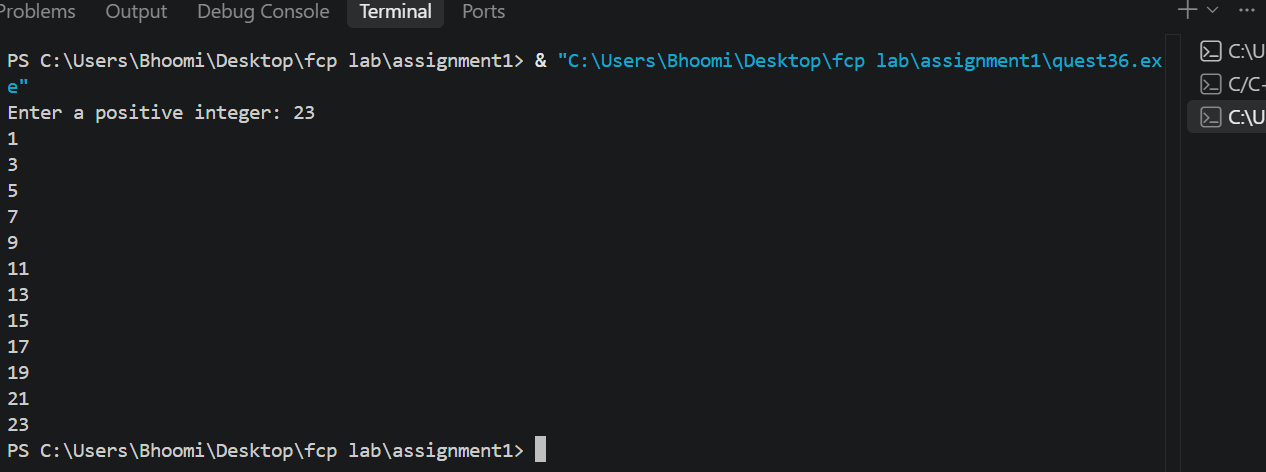 Problems Output Debug Console Terminal Ports
PS C:\Users\Bhoomi\Desktop\fcp lab\assignment1> & "C:\Users\Bhoomi\Desktop\fcp lab\assignment1\quest36.ex
e"
Enter a positive integer: 23
1
3
5
7
9
11
13
15
17
19
21
23
PS C:\Users\Bhoomi\Desktop\fcp lab\assignment1>
C:\U
C/C+
C:\U